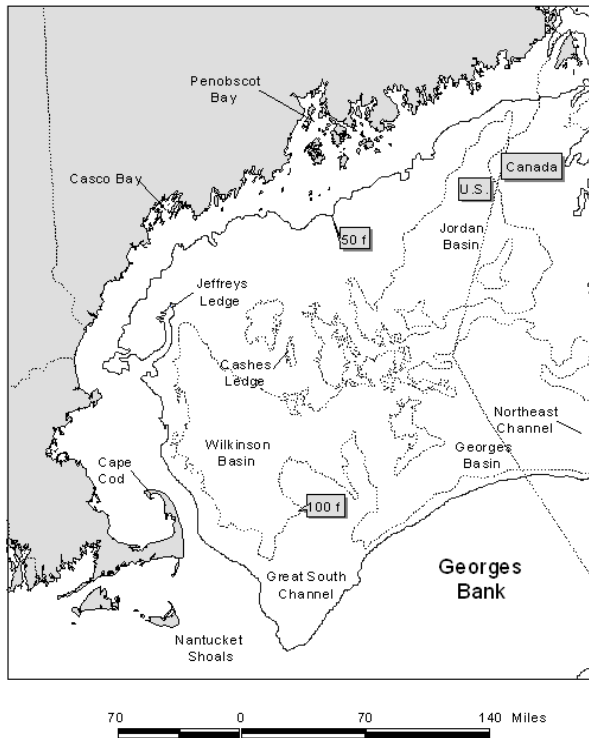 Penobscot
Bay
Canada
Casco Bay
U.S.
Jordan
Basin
50 f
Jeffreys
Ledge
Cashes
Ledge
Northeast
Channel
Wilkinson
Basin
Georges
Basin
Cape
Cod
100 f
Great South
Channel
Georges
Bank
Nantucket
Shoals
70 0 70 140 Miles